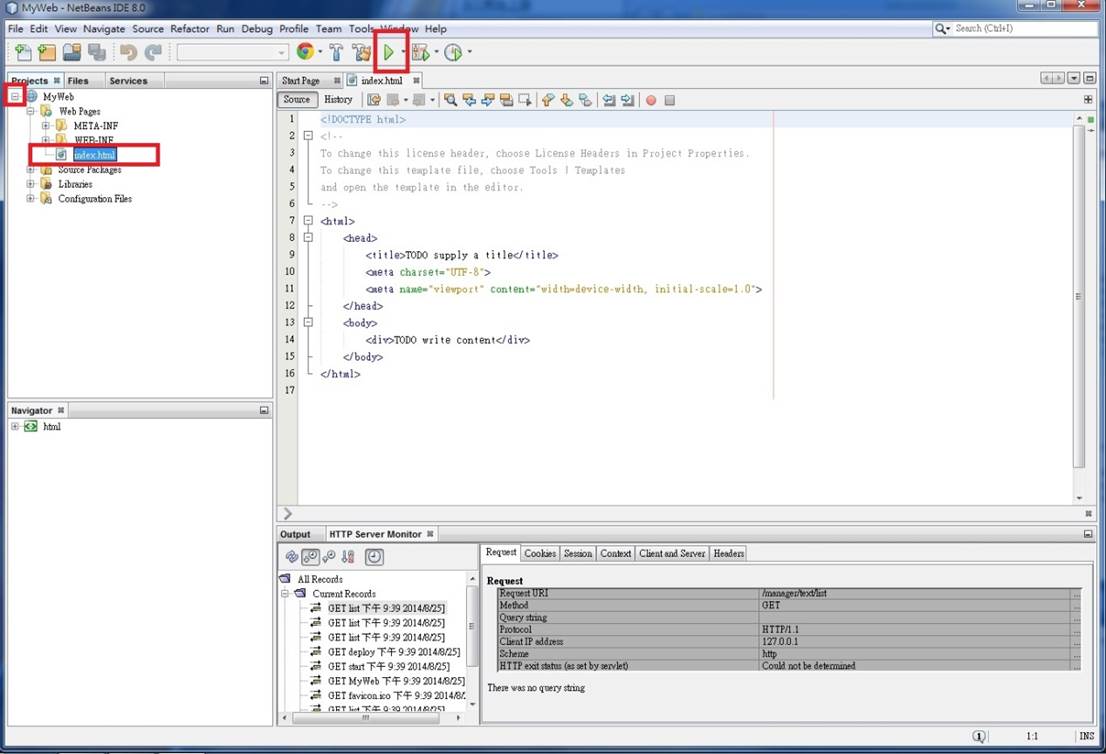 MyWeb - NetBeans IDE 8.0
File Edit View Navigate Source Refactor Run Debug Profile Team Tools Window Help
Search (Ctrl+I)
Projects Files Services
MyWeb
Web Pages
META-INF
WEB-INF
index.html
Source Packages
Libraries
Configuration Files
Start Page index.html
Source History
1 <!DOCTYPE html>
2 <!--
3 To change this license header, choose License Headers in Project Properties.
4 To change this template file, choose Tools | Templates
5 and open the template in the editor.
6 -->
7 <html>
8 <head>
9 <title>TODO supply a title</title>
10 <meta charset="UTF-8">
11 <meta name="viewport" content="width=device-width, initial-scale=1.0">
12 </head>
13 <body>
14 <div>TODO write content</div>
15 </body>
16 </html>
17
Navigator
html
Output HTTP Server Monitor
All Records
Current Records
GET list 下午 9:39 2014/8/25]
GET list 下午 9:39 2014/8/25]
GET list 下午 9:39 2014/8/25]
GET deploy 下午 9:39 2014/8/25]
GET start 下午 9:39 2014/8/25]
GET MyWeb 下午 9:39 2014/8/25]
GET favicon.ico 下午 9:39 2014/8/
GET list 下午 9:39 2014/8/25]
Request Cookies Session Context Client and Server Headers
Request
Request URI /manager/text/list ...
Method GET ...
Query string ...
Protocol HTTP/1.1 ...
Client IP address 127.0.0.1 ...
Scheme http ...
HTTP exit status (as set by servlet) Could not be determined ...
There was no query string
1 1:1 INS